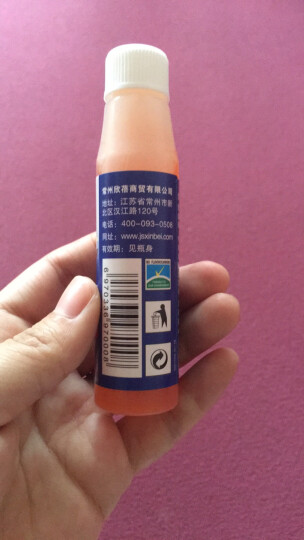 常州欣蓓商贸有限公司
地址：江苏省常州市新
北区汉江路120号
电话：400-093-0506
网址：www.jsxinbei.com
有效期：见瓶身
6970536970008